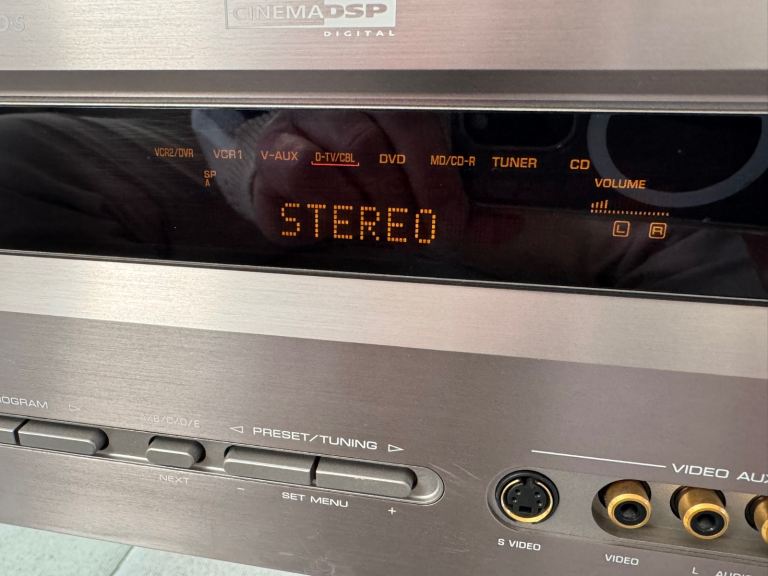 CINEMA DSP
DIGITAL
VCR2/DVR VCR1 V-AUX D-TV/CBL DVD MD/CD-R TUNER CD
SP
A
VOLUME
STEREO
L R
A/B/C/D/E
PRESET/TUNING
NEXT
SET MENU
- +
VIDEO AUX
S VIDEO
VIDEO
L